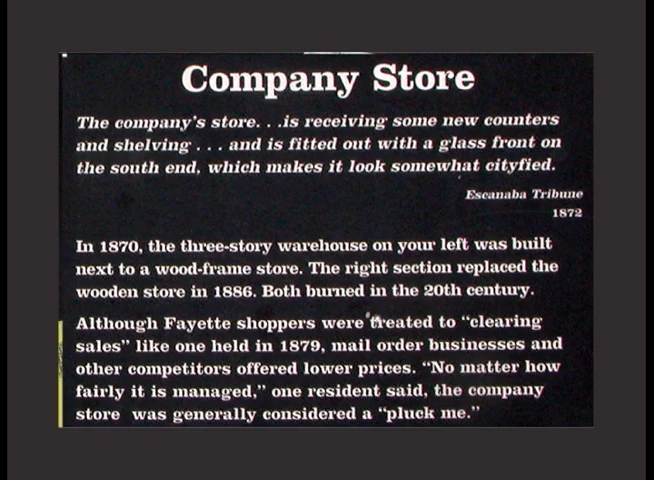 Company Store
The company's store. . .is receiving some new counters
and shelving . . . and is fitted out with a glass front on
the south end, which makes it look somewhat cityfied.
Escanaba Tribune
1872
In 1870, the three-story warehouse on your left was built
next to a wood-frame store. The right section replaced the
wooden store in 1886. Both burned in the 20th century.
Although Fayette shoppers were treated to "clearing
sales" like one held in 1879, mail order businesses and
other competitors offered lower prices. "No matter how
fairly it is managed," one resident said, the company
store was generally considered a "pluck me."